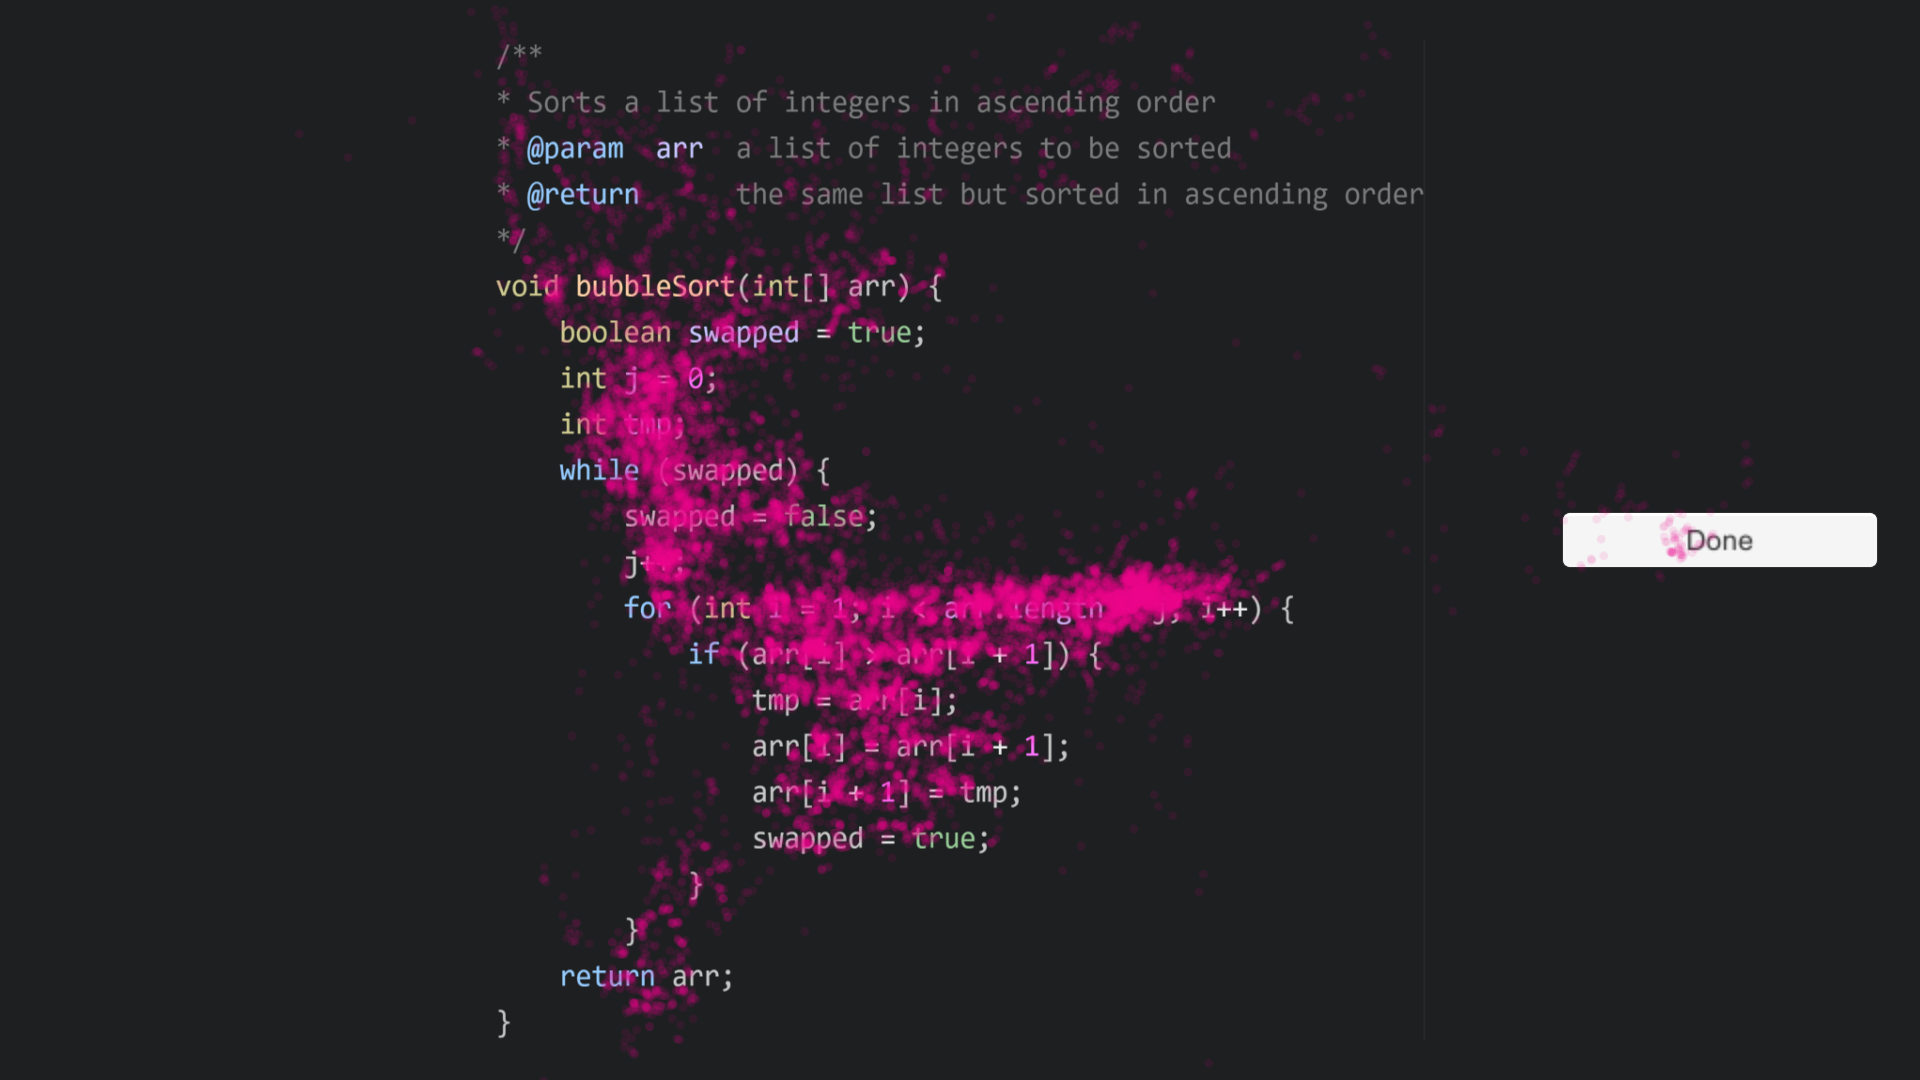 /**
* Sorts a list of integers in ascending order
* @param  arr  a list of integers to be sorted
* @return      the same list but sorted in ascending order
*/
void bubbleSort(int[] arr) {
    boolean swapped = true;
    int j = 0;
    int tmp;
    while (swapped) {
        swapped = false;
        j++;
        for (int i = 1; i < arr.length - j; i++) {
            if (arr[i] > arr[i + 1]) {
                tmp = arr[i];
                arr[i] = arr[i + 1];
                arr[i + 1] = tmp;
                swapped = true;
            }
        }
    return arr;
}
Done